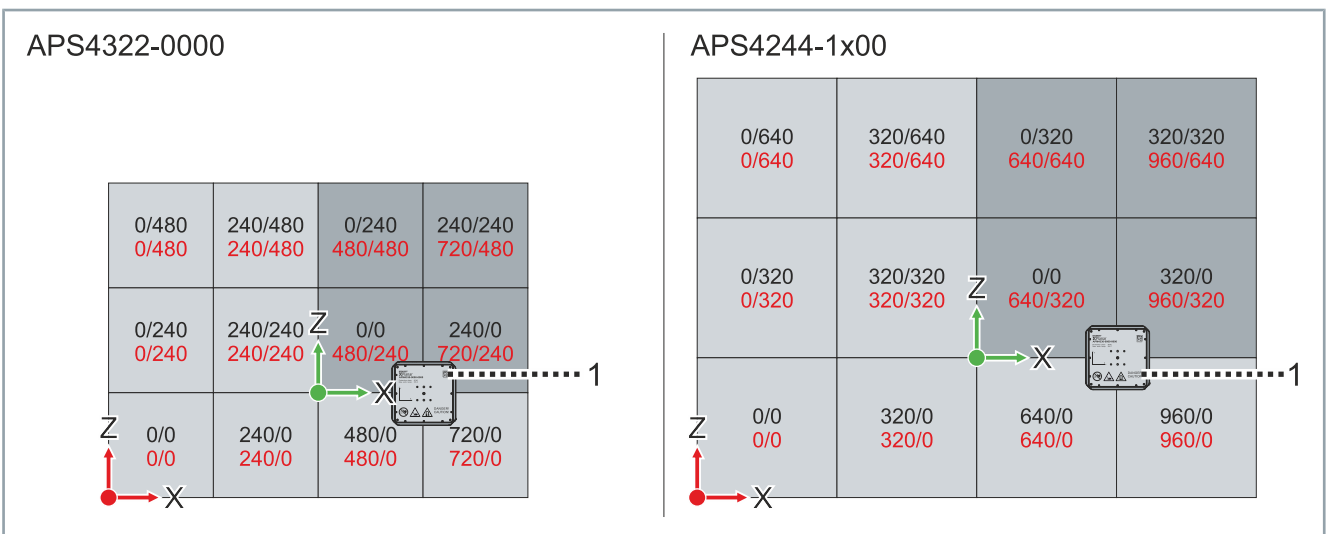 APS4322-0000
0/480 240/480 0/240 240/240
0/480 240/480 480/480 720/480
0/240 240/240 Z 0/0 240/0
0/240 240/240 480/240 720/240
X
1
Z 0/0 240/0 480/0 720/0
0/0 240/0 480/0 720/0
X
APS4244-1x00
0/640 320/640 0/320 320/320
0/640 320/640 640/640 960/640
0/320 320/320 Z 0/0 320/0
0/320 320/320 640/320 960/320
X
1
Z 0/0 320/0 640/0 960/0
0/0 320/0 640/0 960/0
X